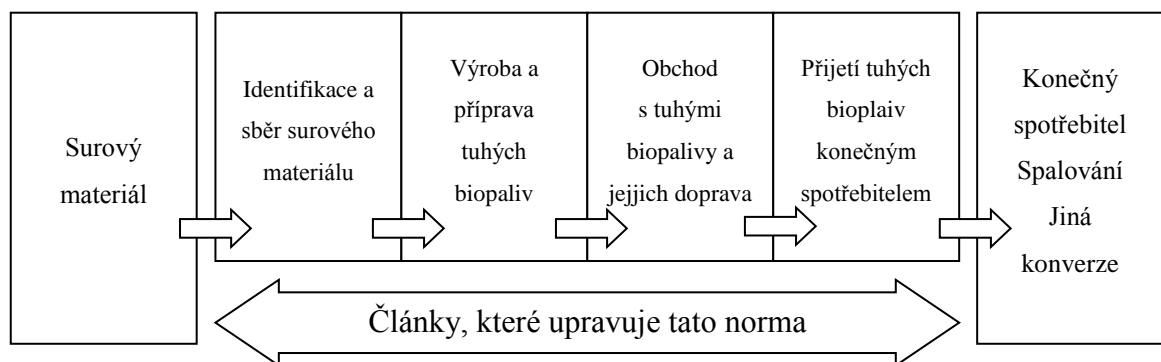 Surový
materiál
Identifikace a
sběr surového
materiálu
Výroba a
příprava
tuhých
biopaliv
Obchod
s tuhými
biopalivy a
jejjich doprava
Přijetí tuhých
bioplaiv
konečným
spotřebitelem
Konečný
spotřebitel
Spalování
Jiná
konverze
Články, které upravuje tato norma